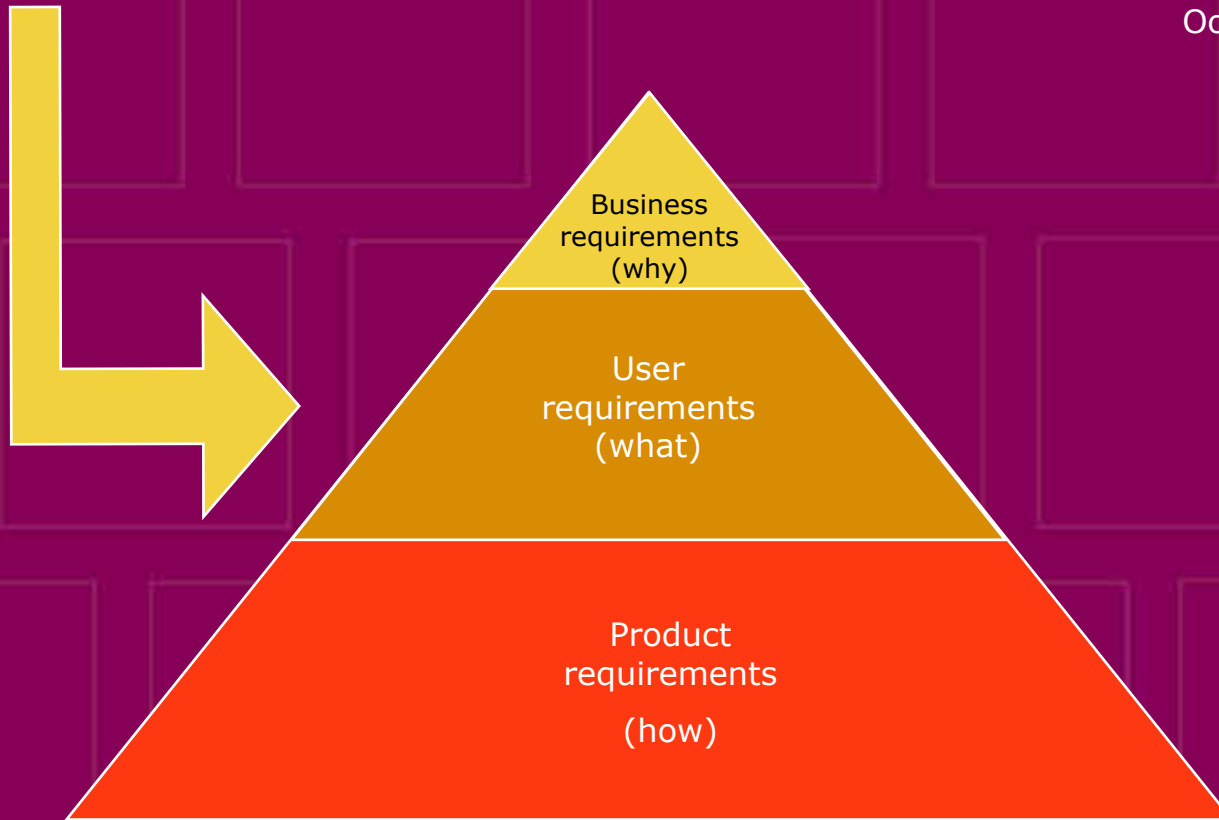 Business
requirements
(why)
User
requirements
(what)
Product
requirements
(how)